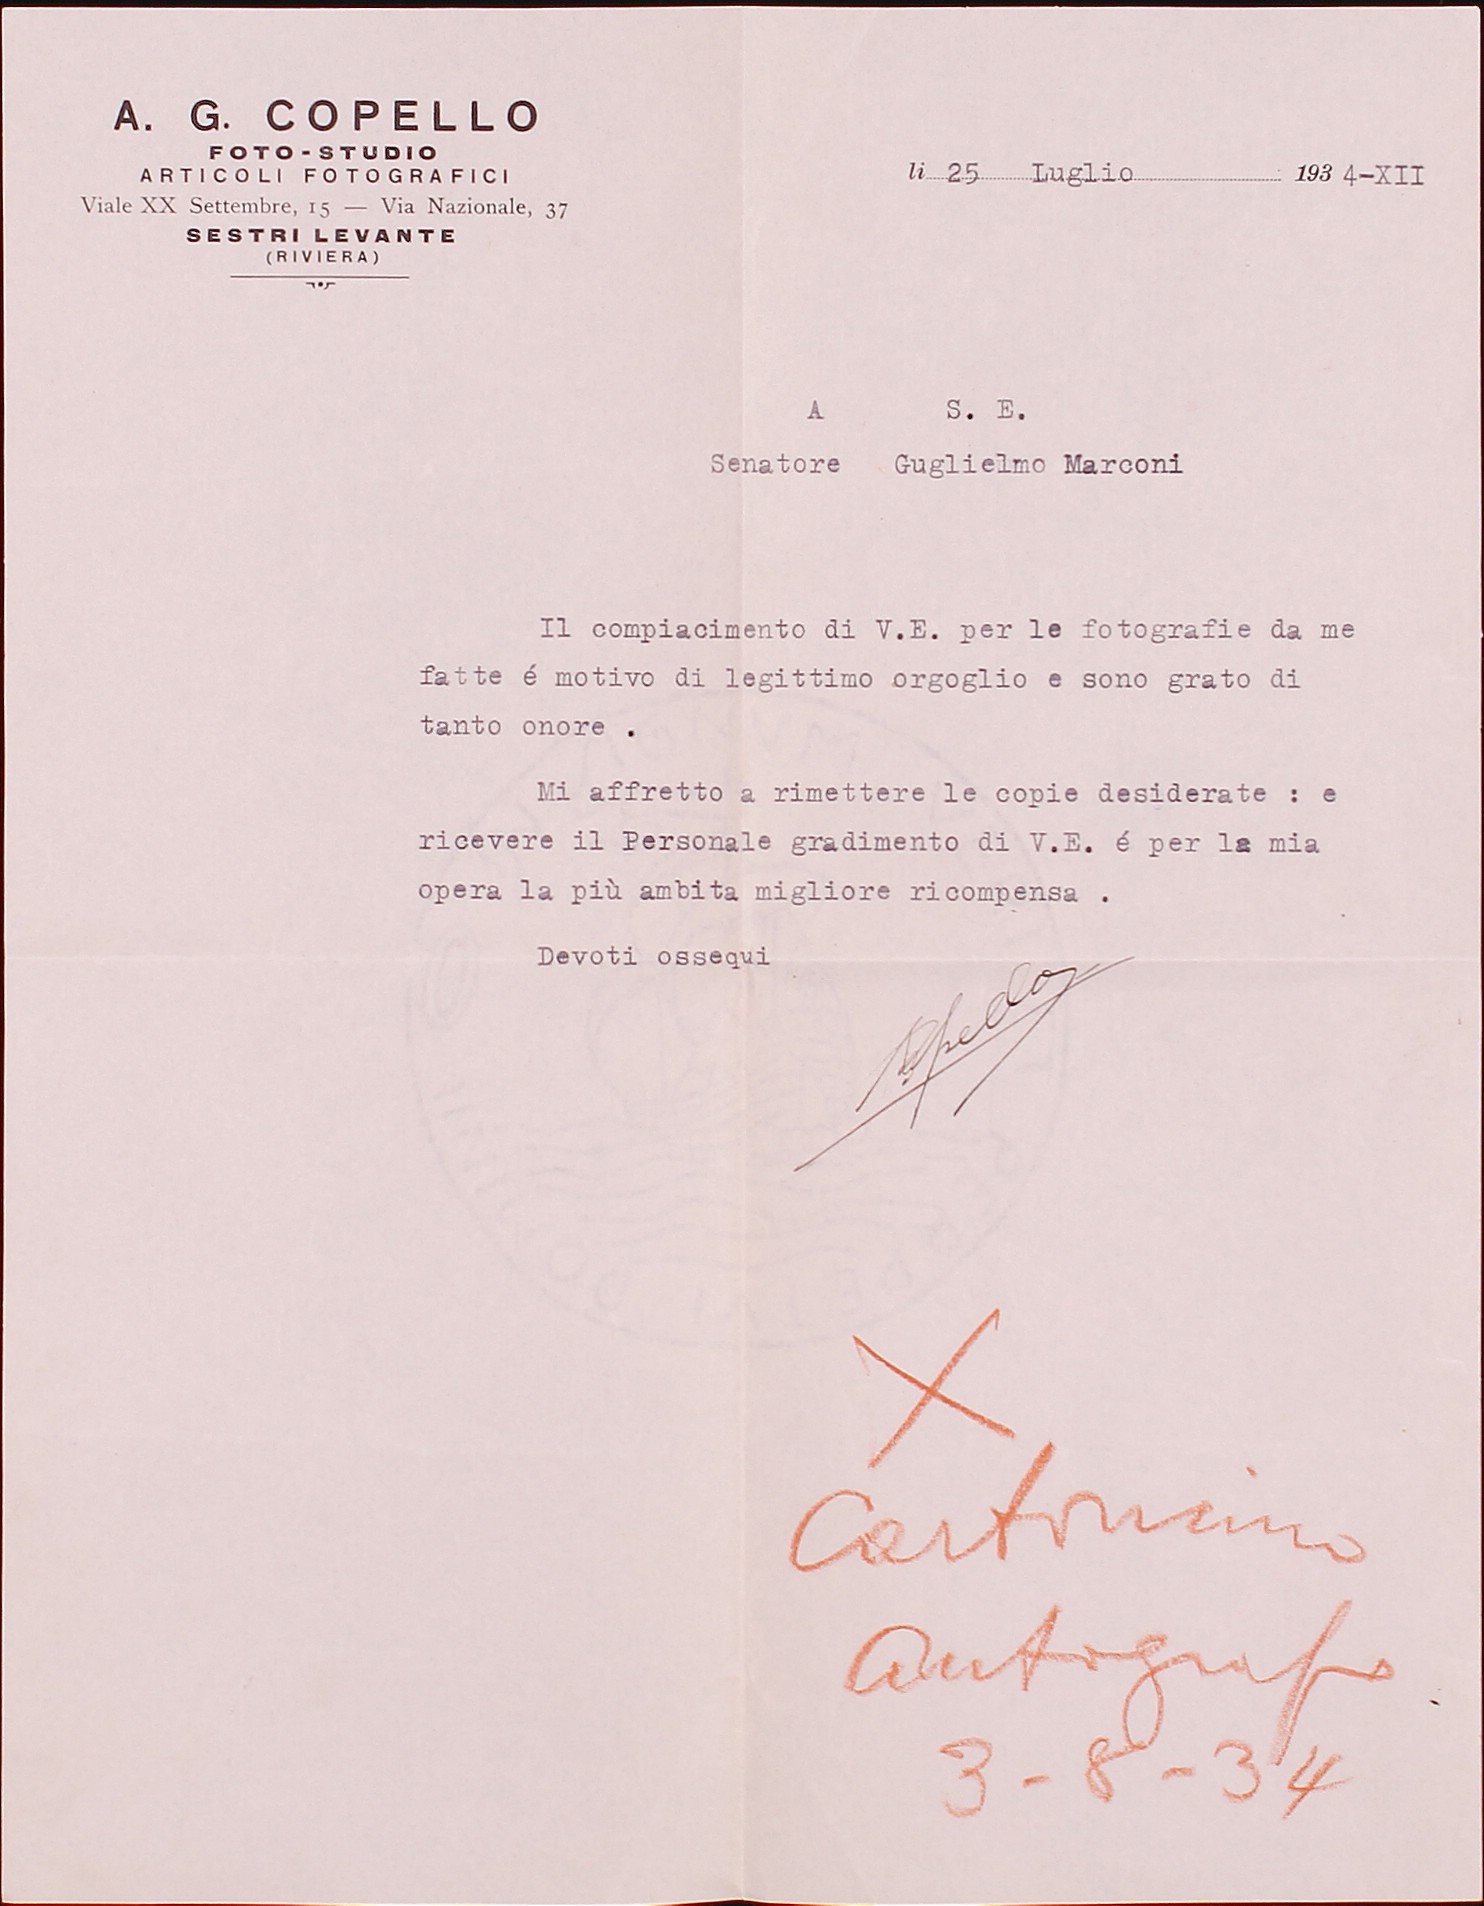 A. G. COPELLO
FOTO-STUDIO
ARTICOLI FOTOGRAFICI
Viale XX Settembre, 15 — Via Nazionale, 37
SESTRI LEVANTE
(RIVIERA)
lì 25 Luglio 1934-XII
A S. E.
Senatore Guglielmo Marconi
Il compiacimento di V.E. per le fotografie da me
fatte é motivo di legittimo orgoglio e sono grato di
tanto onore .
Mi affretto a rimettere le copie desiderate : e
ricevere il Personale gradimento di V.E. é per la mia
opera la più ambita migliore ricompensa .
Devoti ossequi
Copello
X
Cartoncino
autografo
3-8-34